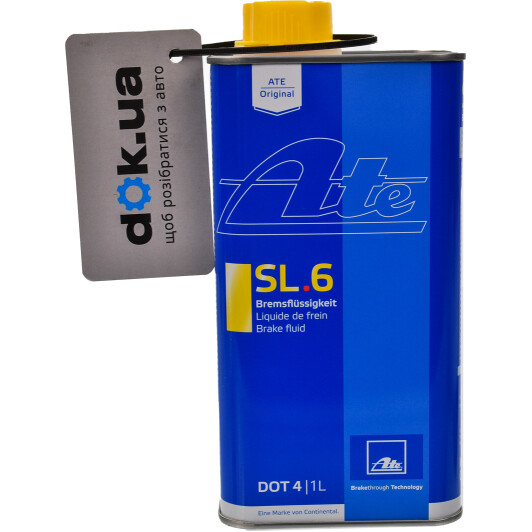 dok.ua
щоб розібратися з авто
ATE
Original
Ate
SL.6
Bremsflüssigkeit
Liquide de frein
Brake fluid
Ate
Brakethrough Technology
DOT 4 | 1L
Eine Marke von Continental.